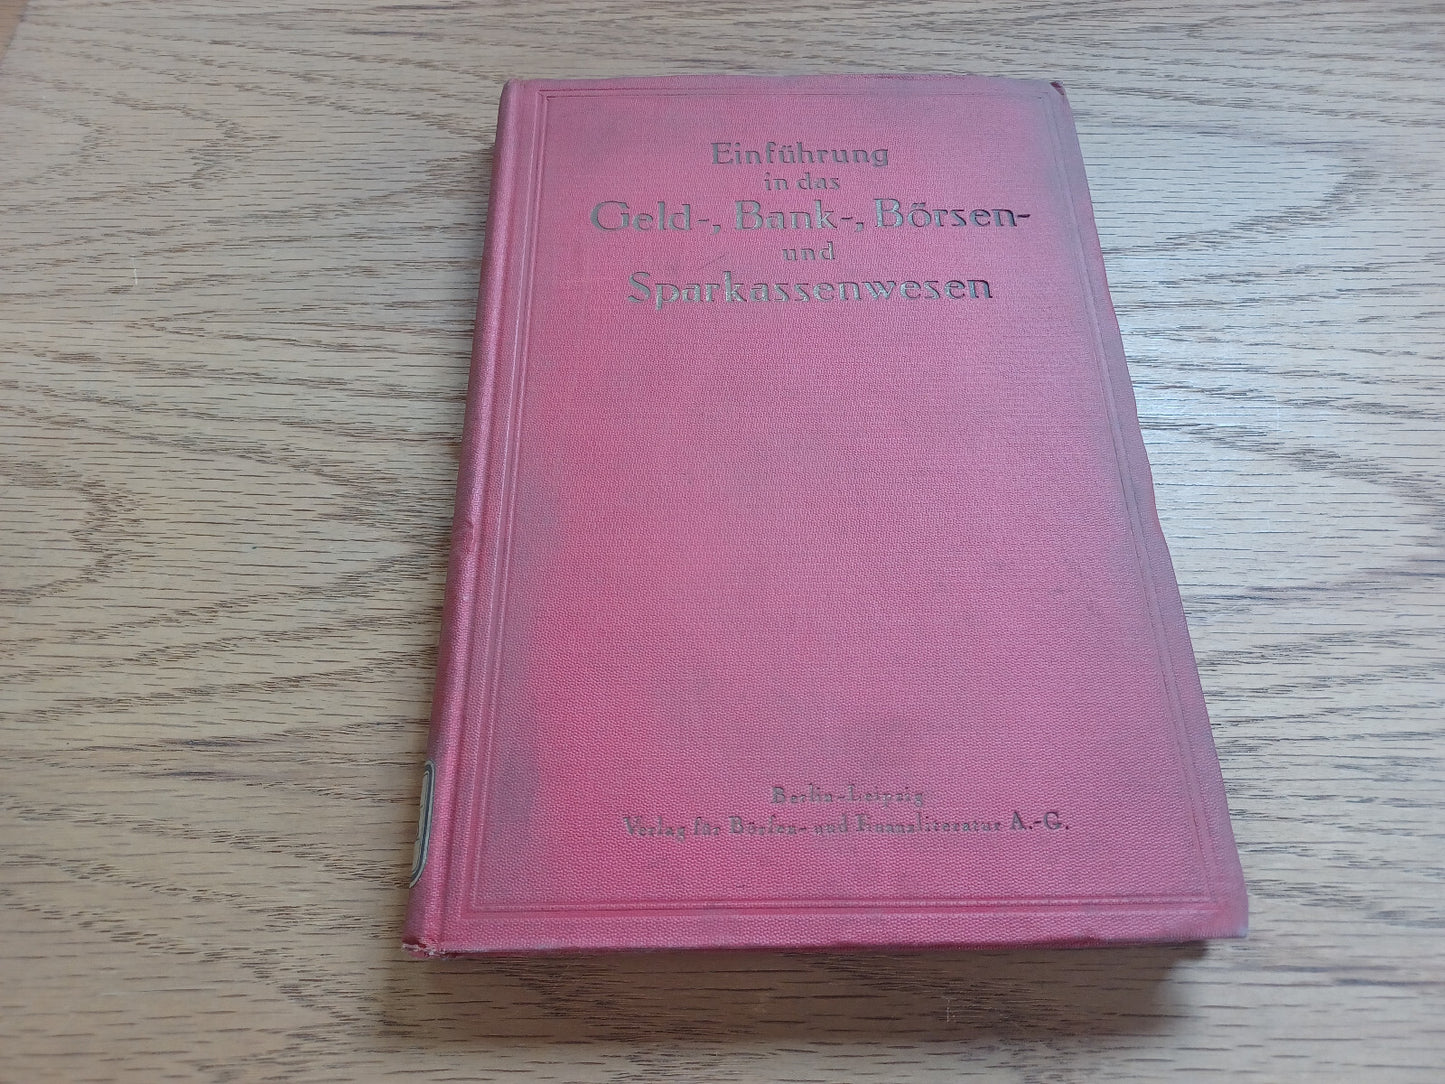 Einführung
in das
Geld-, Bank-, Börsen-
und
Sparkassenwesen
Berlin-Leipzig
Verlag für Börsen- und Finanzliteratur A.-G.